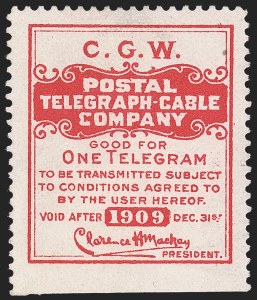 C. G. W.
POSTAL
TELEGRAPH-CABLE
COMPANY
GOOD FOR
ONE TELEGRAM
TO BE TRANSMITTED SUBJECT
TO CONDITIONS AGREED TO
BY THE USER HEREOF.
VOID AFTER 1909 DEC. 31ST
Clarence H Mackay
PRESIDENT.